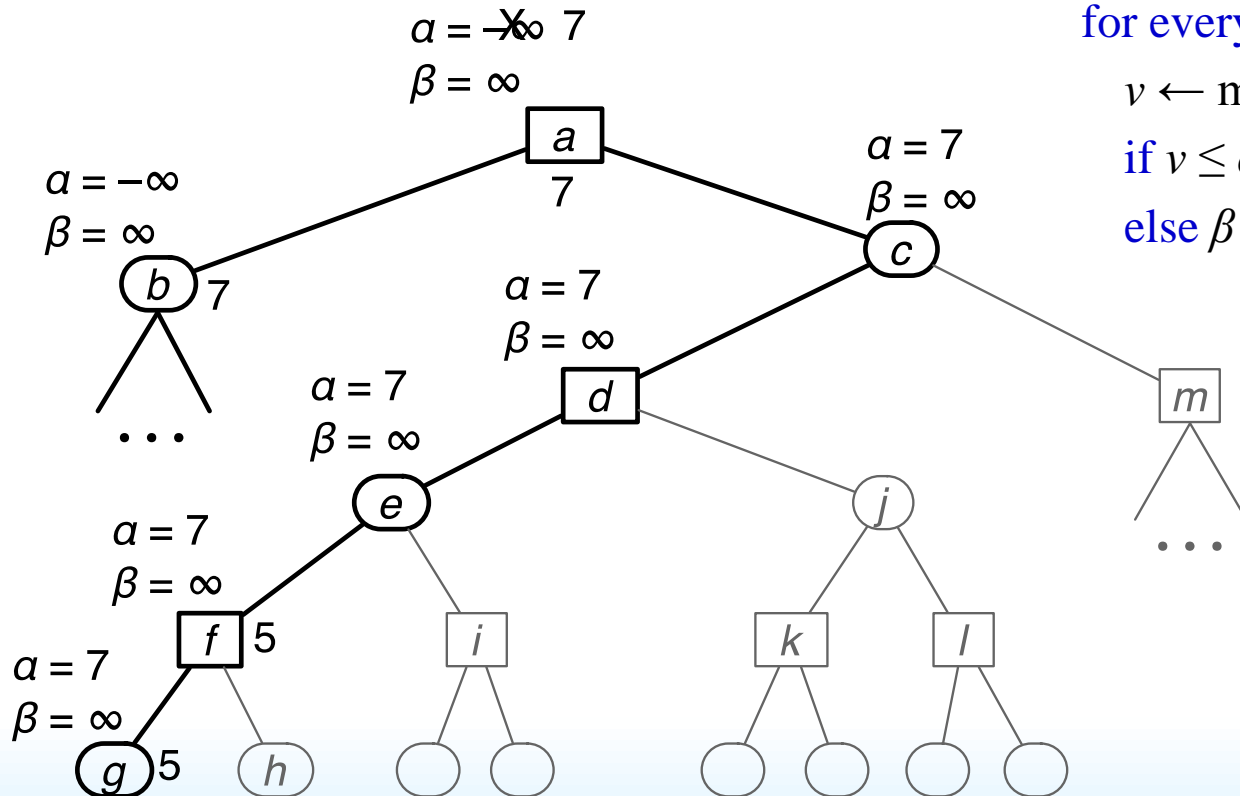 α = –∞ 7
β = ∞
a
7
α = –∞
β = ∞
b 7
α = 7
β = ∞
c
for every
v ← m
if v ≤
else β
α = 7
β = ∞
d
m
α = 7
β = ∞
e
j
...
...
α = 7
β = ∞
f 5
i
k
l
α = 7
β = ∞
g 5
h